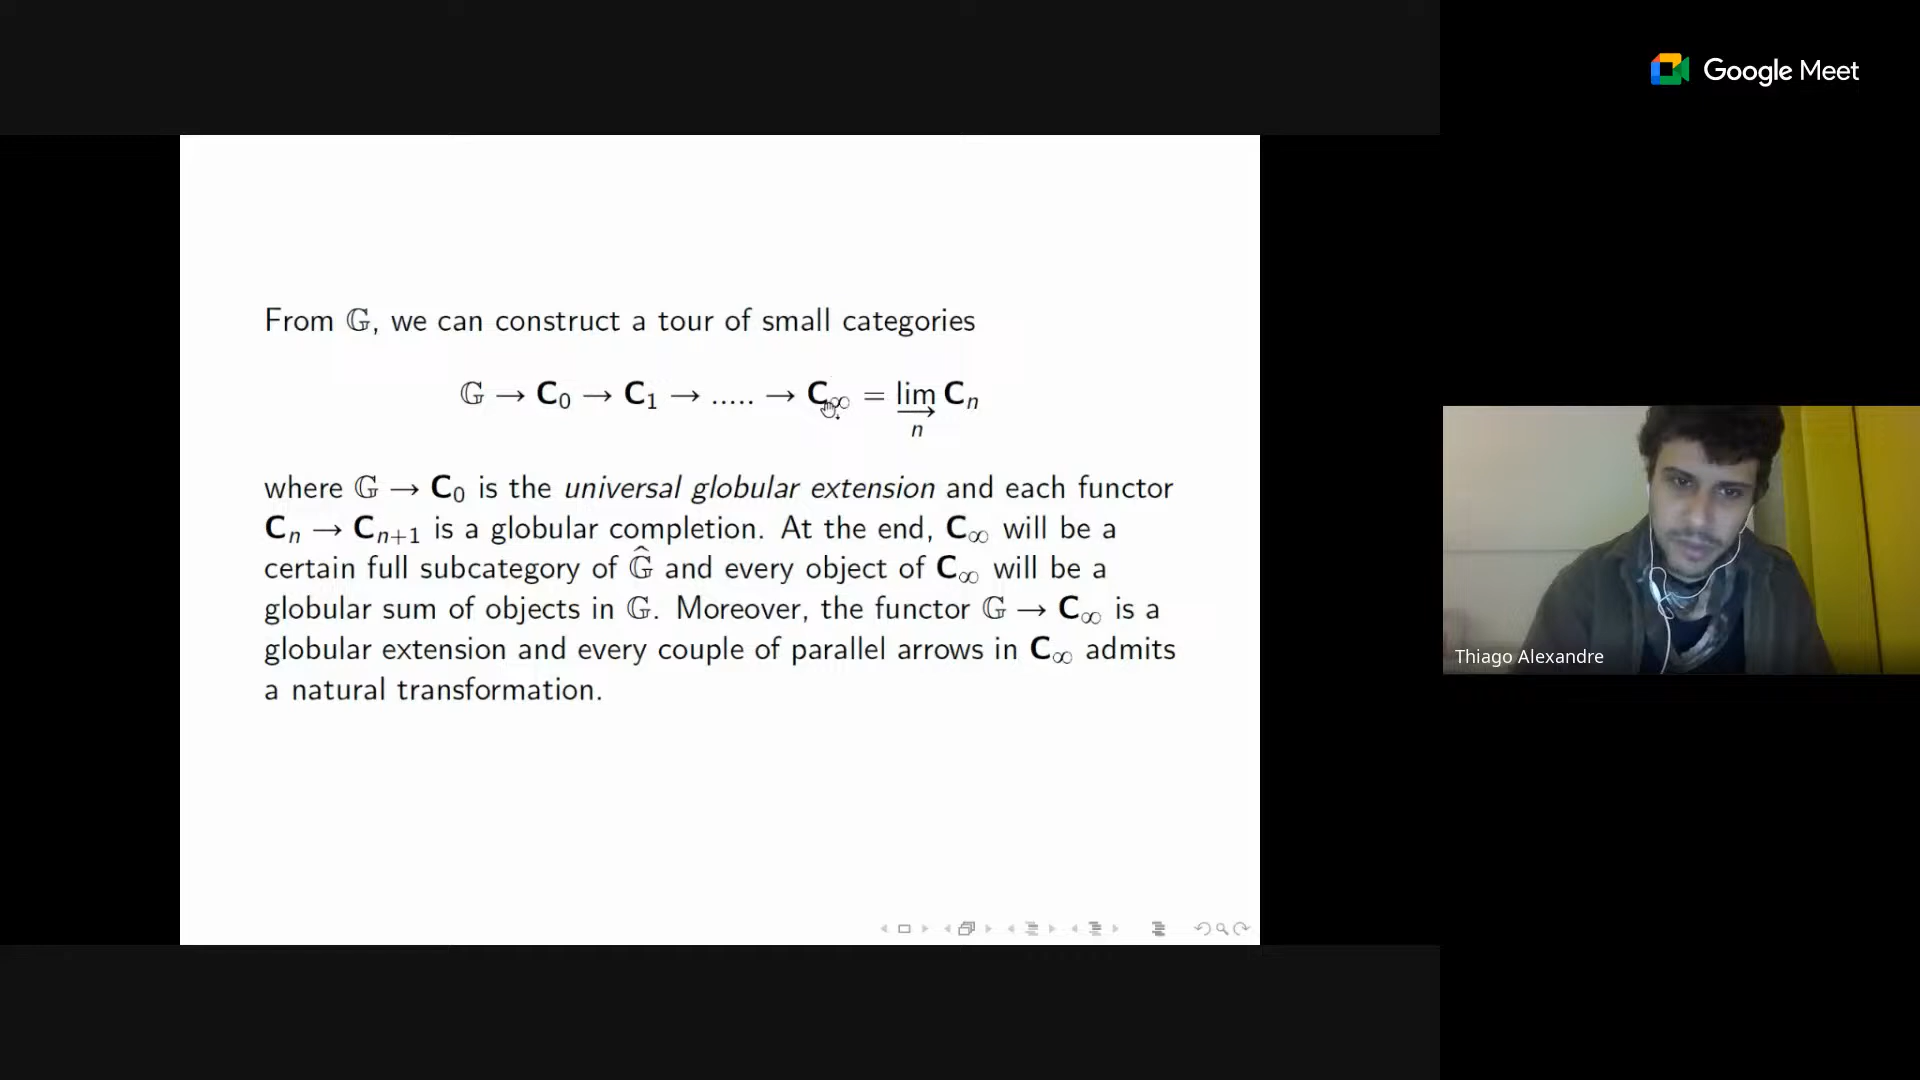 Google Meet
From 𝔾, we can construct a tour of small categories
𝔾 → C₀ → C₁ → ..... → C∞ = lim C_n
→
n
where 𝔾 → C₀ is the universal globular extension and each functor
C_n → C_{n+1} is a globular completion. At the end, C∞ will be a
certain full subcategory of 𝔾̂ and every object of C∞ will be a
globular sum of objects in 𝔾. Moreover, the functor 𝔾 → C∞ is a
globular extension and every couple of parallel arrows in C∞ admits
a natural transformation.
Thiago Alexandre